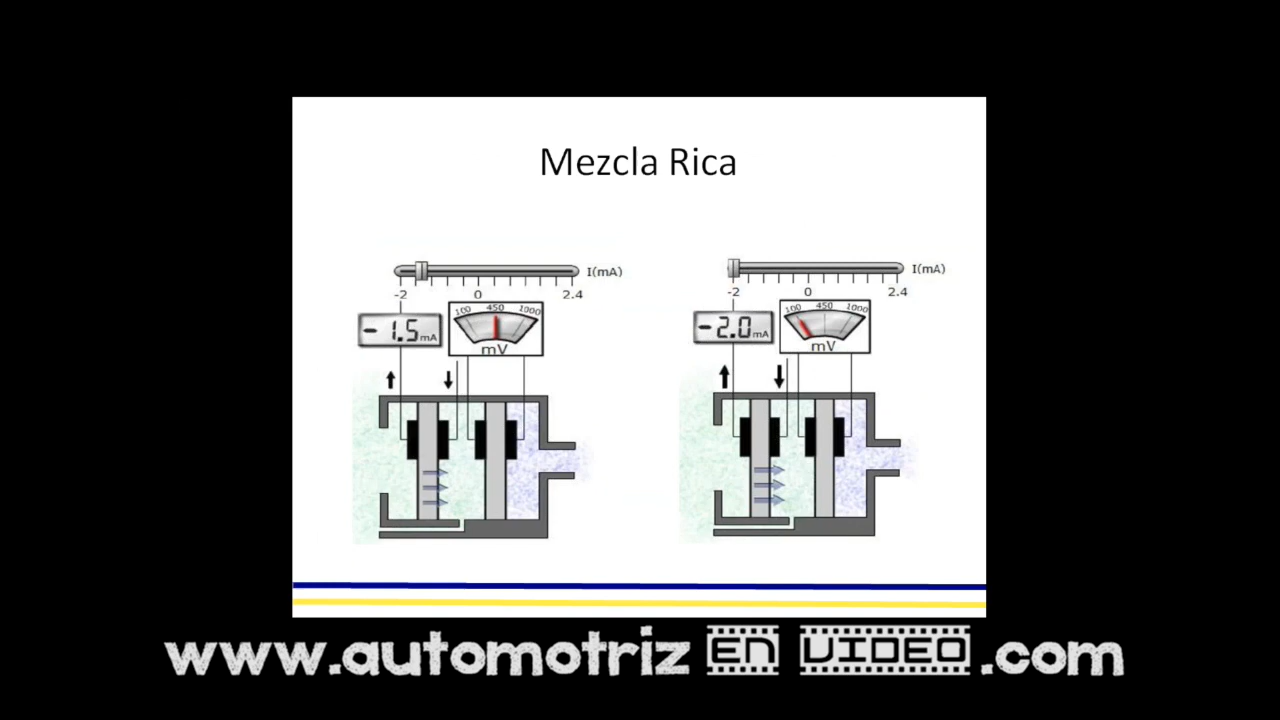 Mezcla Rica
I(mA)
-2 0 2.4
100 450 1000
-1.5 mA
mV
I(mA)
-2 0 2.4
100 450 1000
-2.0 mA
mV
www.automotriz EN VIDEO .com